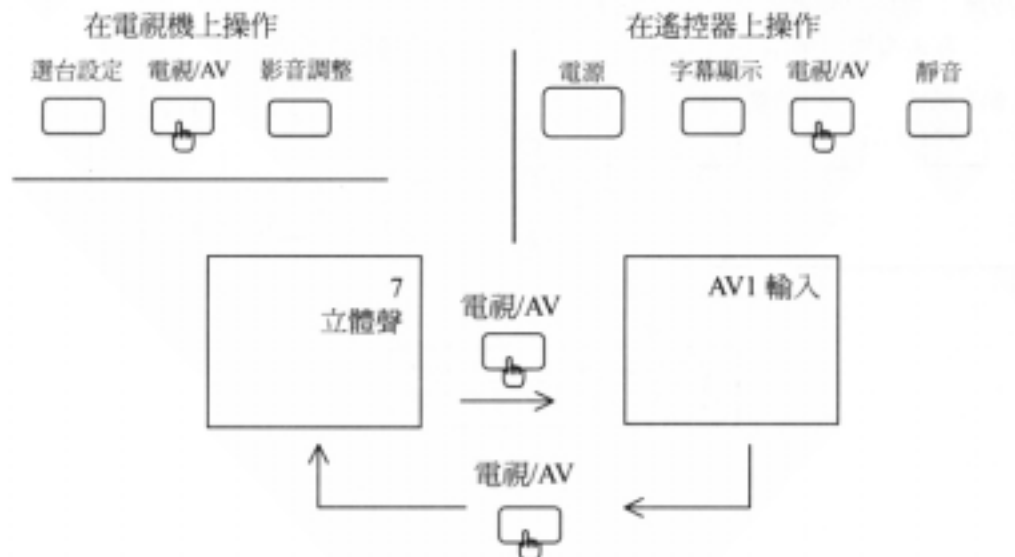 在電視機上操作
選台設定 電視/AV 影音調整
在遙控器上操作
電源 字幕顯示 電視/AV 靜音
7
立體聲
電視/AV
AV1 輸入
電視/AV